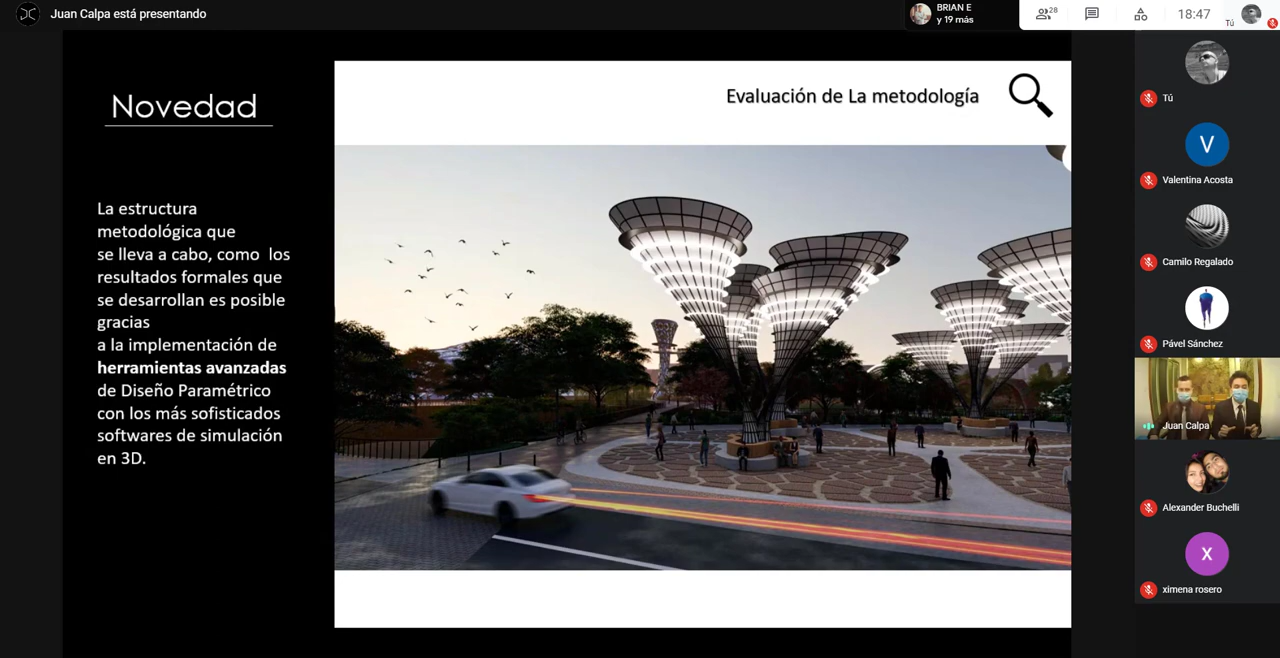 Juan Calpa está presentando
BRIAN E
y 19 más
28
18:47
Tú
Novedad
La estructura
metodológica que
se lleva a cabo, como los
resultados formales que
se desarrollan es posible
gracias
a la implementación de
herramientas avanzadas
de Diseño Paramétrico
con los más sofisticados
softwares de simulación
en 3D.
Evaluación de La metodología
Tú
V
Valentina Acosta
Camilo Regalado
Pável Sánchez
Juan Calpa
Alexander Buchelli
X
ximena rosero